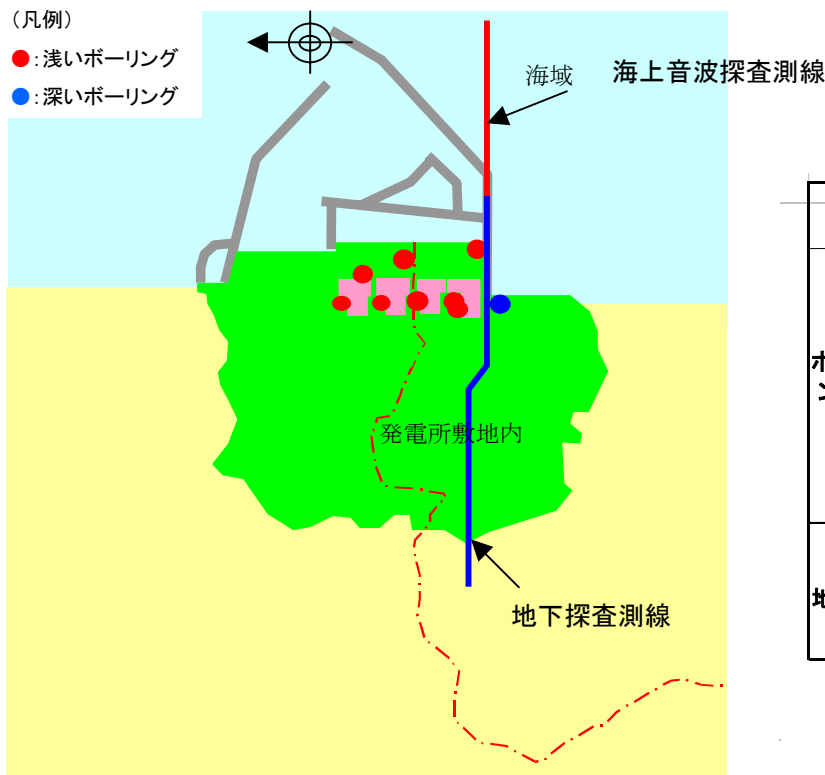 (凡例)
●:浅いボーリング
●:深いボーリング
海域
海上音波探査測線
発電所敷地内
地下探査測線